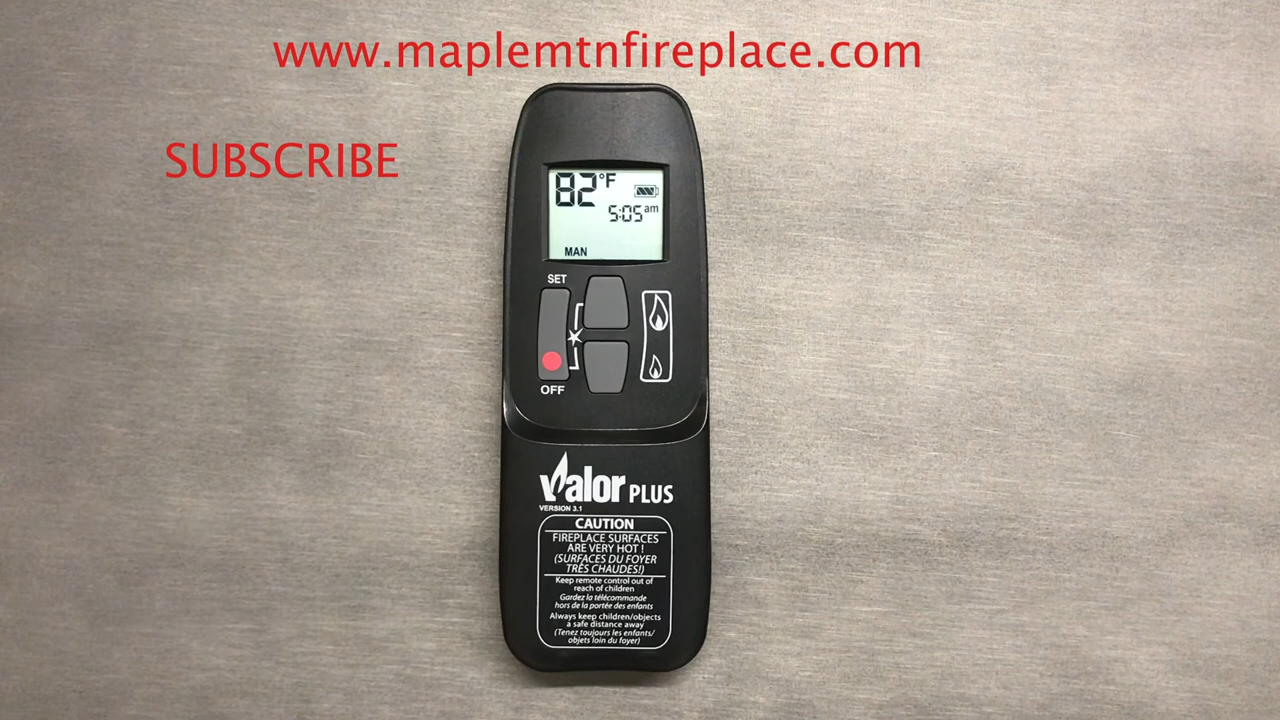 www.maplemtnfireplace.com
SUBSCRIBE
82°F
5:05 am
MAN
SET
OFF
Valor PLUS
VERSION 3.1
CAUTION
FIREPLACE SURFACES
ARE VERY HOT !
(SURFACES DU FOYER
TRÈS CHAUDES!)
Keep remote control out of
reach of children
Gardez la télécommande
hors de la portée des enfants
Always keep children/objects
a safe distance away
(Tenez toujours les enfants/
objets loin du foyer)